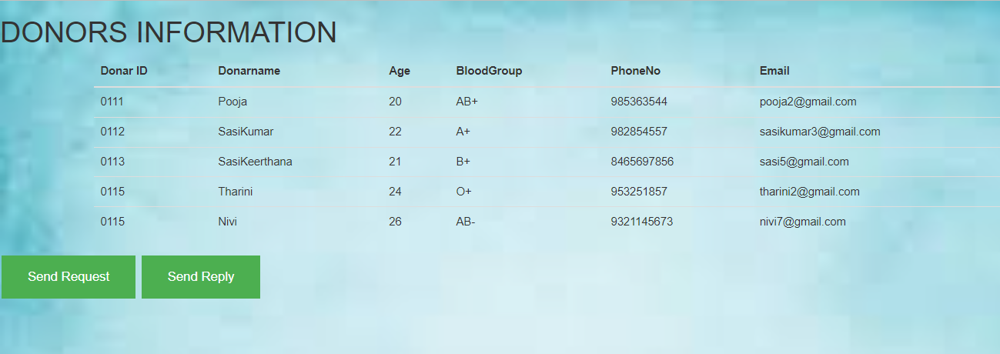 DONORS INFORMATION
Donar ID Donarname Age BloodGroup PhoneNo Email
0111 Pooja 20 AB+ 985363544 pooja2@gmail.com
0112 SasiKumar 22 A+ 982854557 sasikumar3@gmail.com
0113 SasiKeerthana 21 B+ 8465697856 sasi5@gmail.com
0115 Tharini 24 O+ 953251857 tharini2@gmail.com
0115 Nivi 26 AB- 9321145673 nivi7@gmail.com
Send Request Send Reply